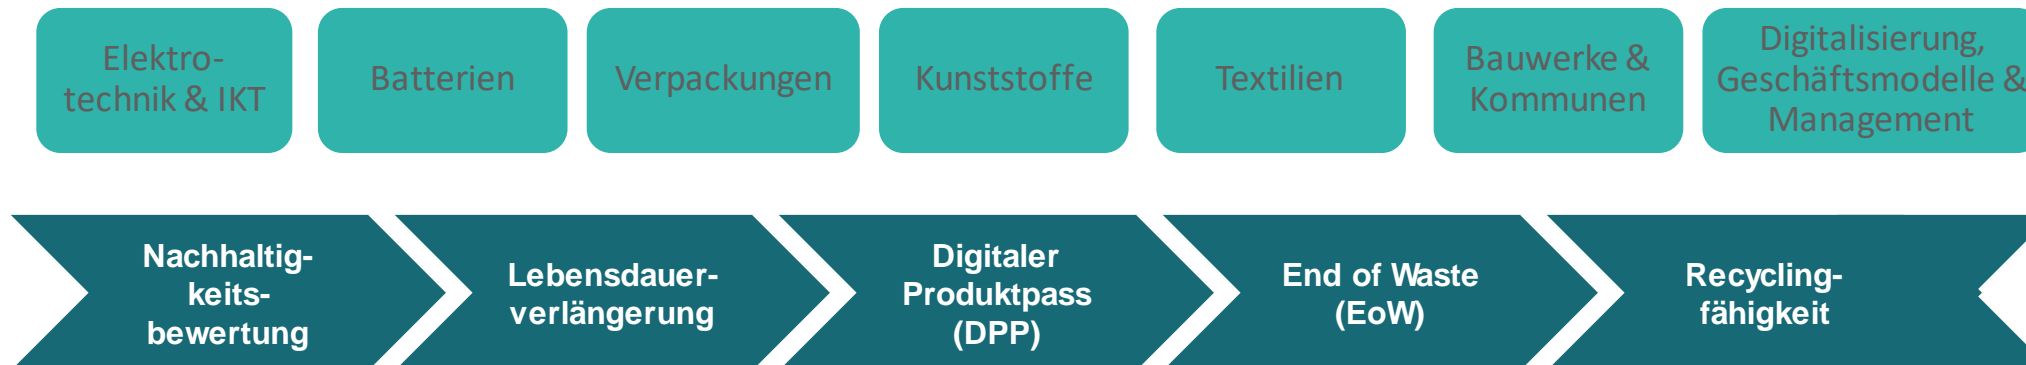 Elektro-
technik & IKT
Batterien
Verpackungen
Kunststoffe
Textilien
Bauwerke &
Kommunen
Digitalisierung,
Geschäftsmodelle &
Management
Nachhaltig-
keits-
bewertung
Lebensdauer-
verlängerung
Digitaler
Produktpass
(DPP)
End of Waste
(EoW)
Recycling-
fähigkeit